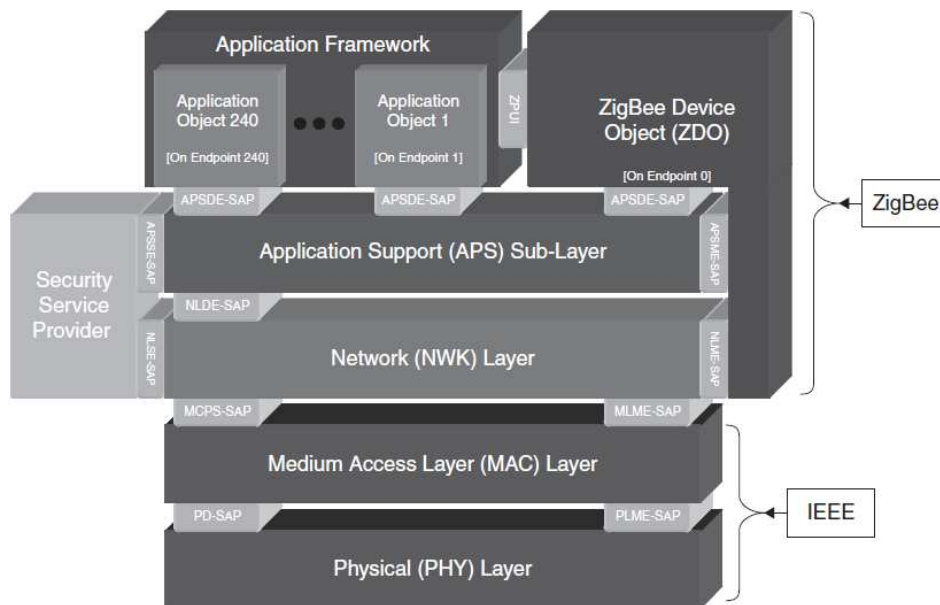 Application Framework
Application
Object 240
[On Endpoint 240]
Application
Object 1
[On Endpoint 1]
ZPUI
ZigBee Device
Object (ZDO)
[On Endpoint 0]
ZigBee
APSDE-SAP
APSDE-SAP
APSDE-SAP
Security
Service
Provider
APSSE-SAP
Application Support (APS) Sub-Layer
APSME-SAP
NLDE-SAP
NLSE-SAP
Network (NWK) Layer
NLME-SAP
MCPS-SAP
MLME-SAP
Medium Access Layer (MAC) Layer
IEEE
PD-SAP
PLME-SAP
Physical (PHY) Layer